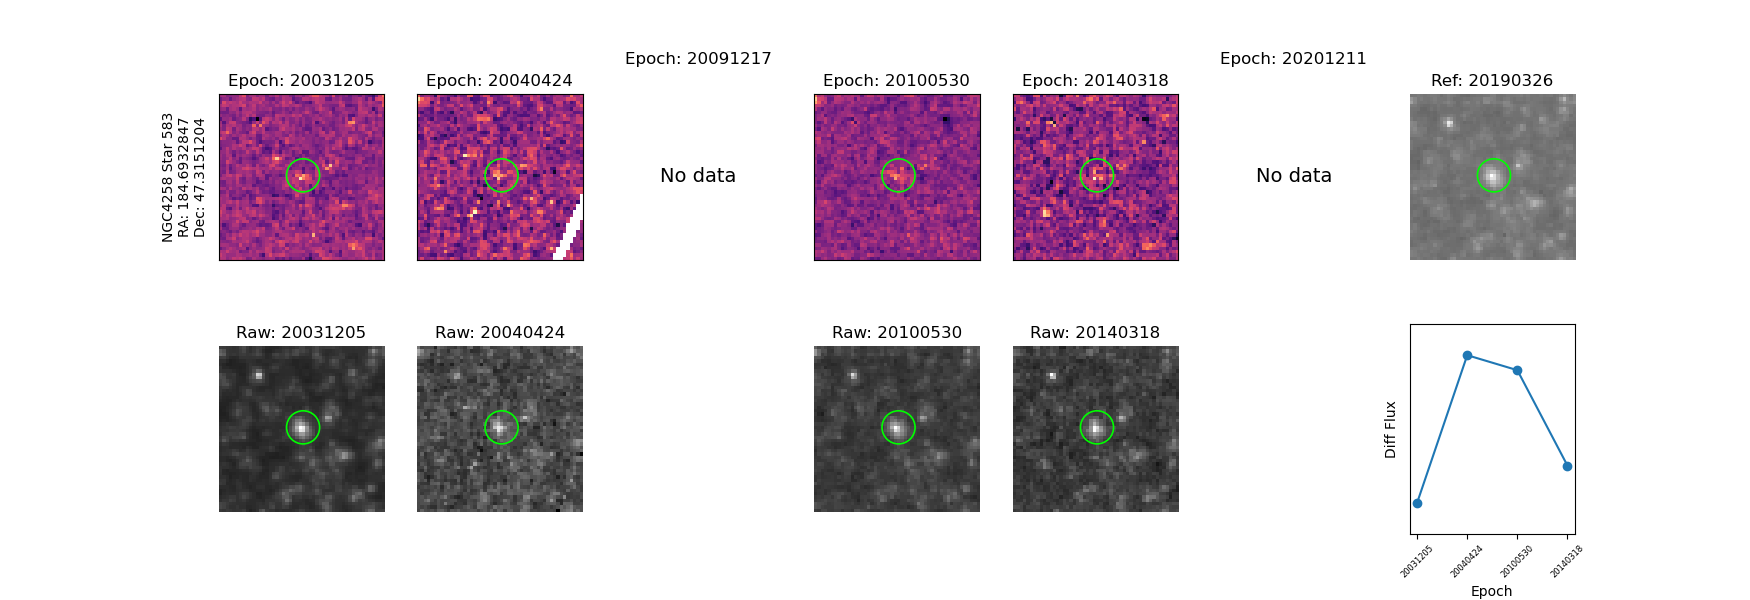 NGC4258 Star 583
RA: 184.6932847
Dec: 47.3151204
Epoch: 20031205
Epoch: 20040424
Epoch: 20091217
No data
Epoch: 20100530
Epoch: 20140318
Epoch: 20201211
No data
Ref: 20190326
Raw: 20031205
Raw: 20040424
Raw: 20100530
Raw: 20140318
Diff Flux
20031205
20040424
20100530
20140318
Epoch